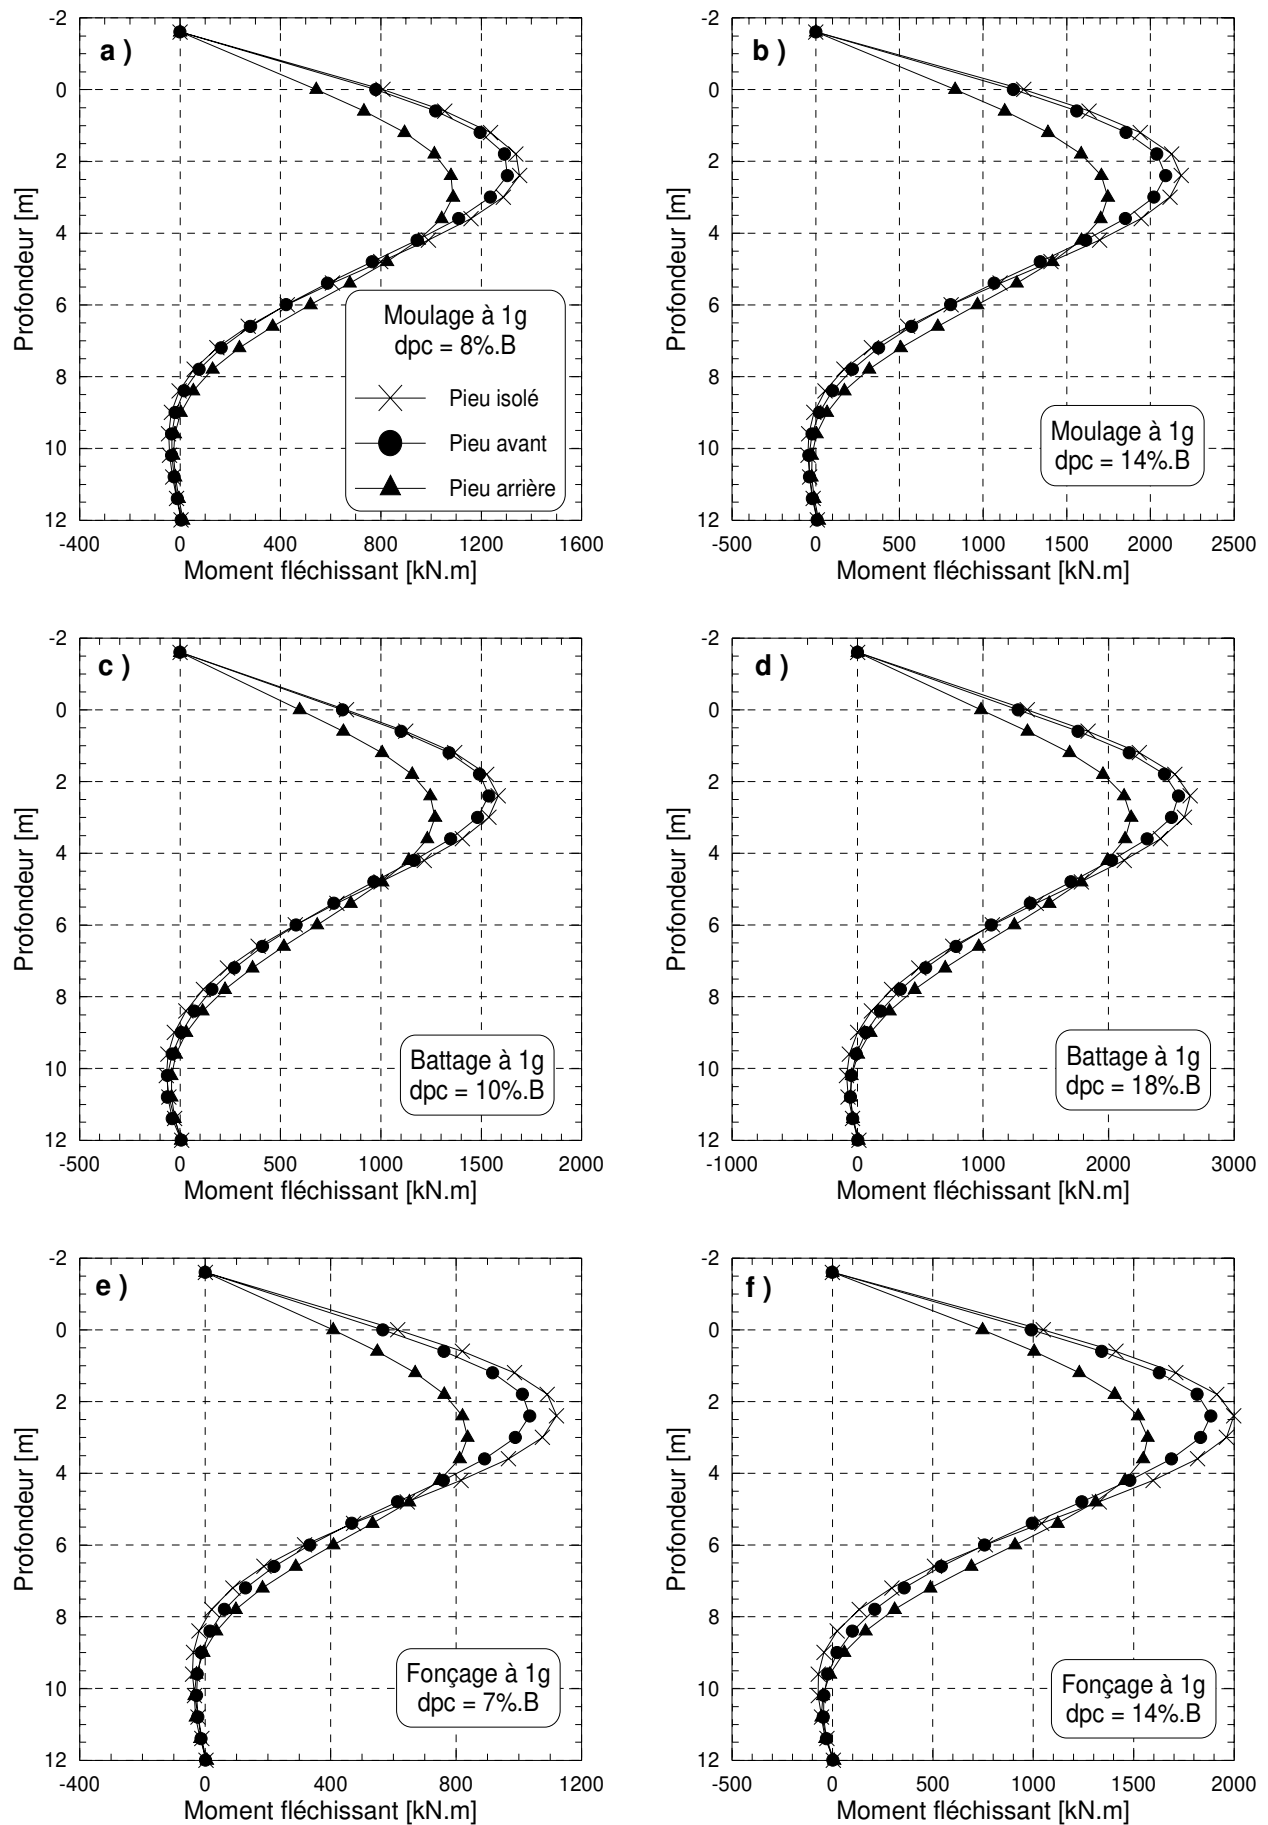 a )
-2
0
2
4
6
8
10
12
Profondeur [m]
Moulage à 1g
dpc = 8%.B
Pieu isolé
Pieu avant
Pieu arrière
-400 0 400 800 1200 1600
Moment fléchissant [kN.m]
b )
-2
0
2
4
6
8
10
12
Profondeur [m]
Moulage à 1g
dpc = 14%.B
-500 0 500 1000 1500 2000 2500
Moment fléchissant [kN.m]
c )
-2
0
2
4
6
8
10
12
Profondeur [m]
Battage à 1g
dpc = 10%.B
-500 0 500 1000 1500 2000
Moment fléchissant [kN.m]
d )
-2
0
2
4
6
8
10
12
Profondeur [m]
Battage à 1g
dpc = 18%.B
-1000 0 1000 2000 3000
Moment fléchissant [kN.m]
e )
-2
0
2
4
6
8
10
12
Profondeur [m]
Fonçage à 1g
dpc = 7%.B
-400 0 400 800 1200
Moment fléchissant [kN.m]
f )
-2
0
2
4
6
8
10
12
Profondeur [m]
Fonçage à 1g
dpc = 14%.B
-500 0 500 1000 1500 2000
Moment fléchissant [kN.m]